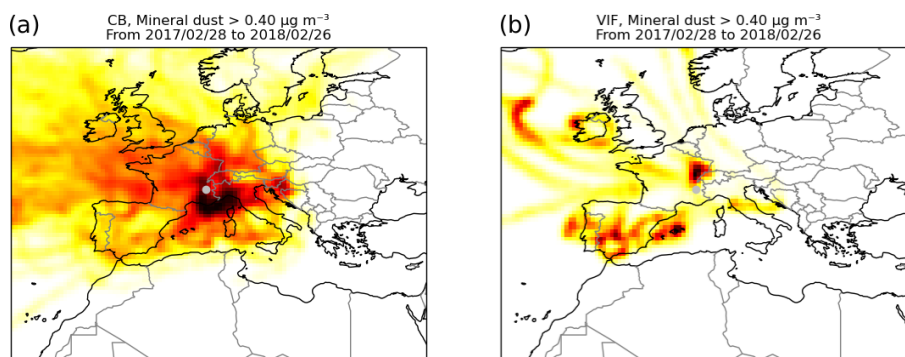 (a)
CB, Mineral dust > 0.40 µg m⁻³
From 2017/02/28 to 2018/02/26
(b)
VIF, Mineral dust > 0.40 µg m⁻³
From 2017/02/28 to 2018/02/26